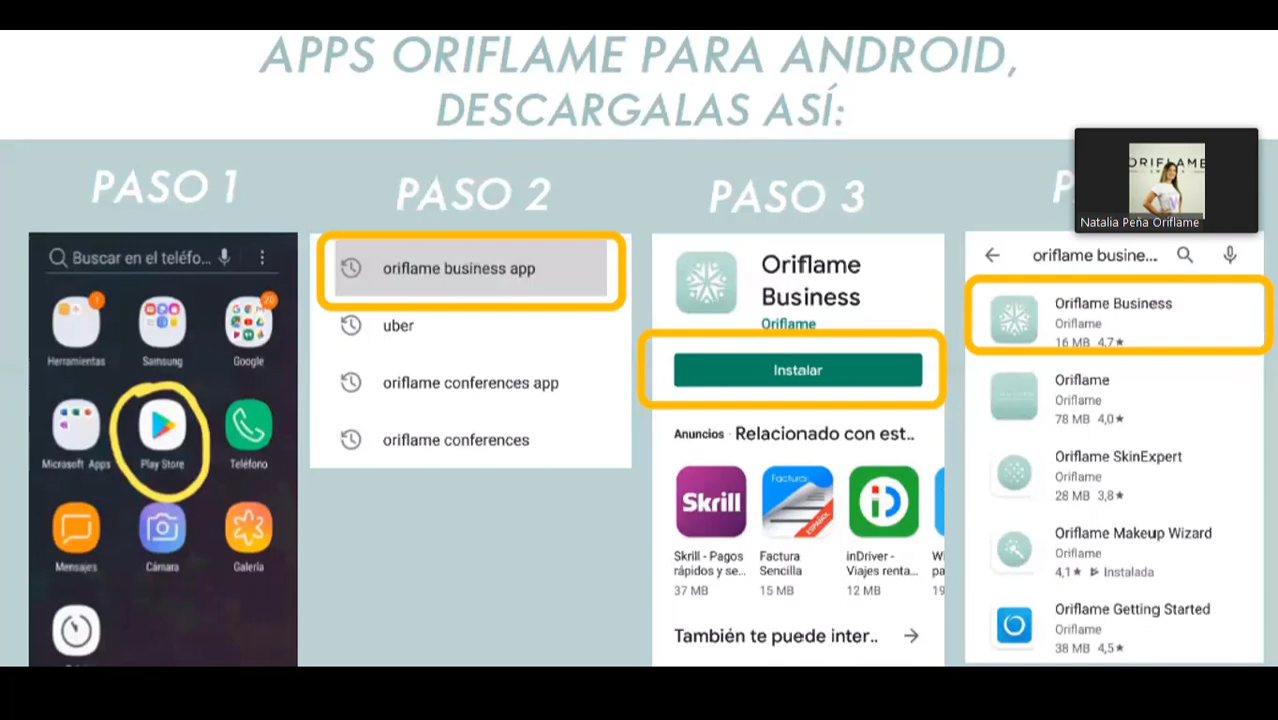 APPS ORIFLAME PARA ANDROID,
DESCARGALAS ASÍ:
PASO 1
Buscar en el teléfo...
1
20
Herramientas
Samsung
Google
Microsoft Apps
Play Store
Teléfono
Mensajes
Cámara
Galería
PASO 2
oriflame business app
uber
oriflame conferences app
oriflame conferences
PASO 3
Oriflame
Business
Oriflame
Instalar
Anuncios · Relacionado con est..
Skrill
Factura
ESPAÑOL
iD
Skrill - Pagos
rápidos y se...
37 MB
Factura
Sencilla
15 MB
inDriver -
Viajes renta...
12 MB
También te puede inter..
ORIFLAME
Natalia Peña Oriflame
oriflame busine...
Oriflame Business
Oriflame
16 MB 4,7★
Oriflame
Oriflame
78 MB 4,0★
Oriflame SkinExpert
Oriflame
28 MB 3,8★
Oriflame Makeup Wizard
Oriflame
4,1★ Instalada
Oriflame Getting Started
Oriflame
38 MB 4,5★